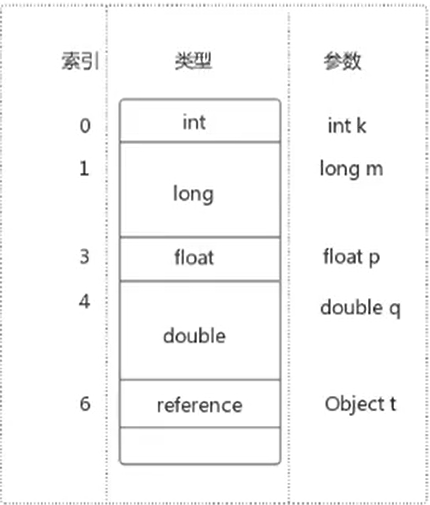 索引 类型 参数
0 int int k
1 long long m
3 float float p
4 double double q
6 reference Object t